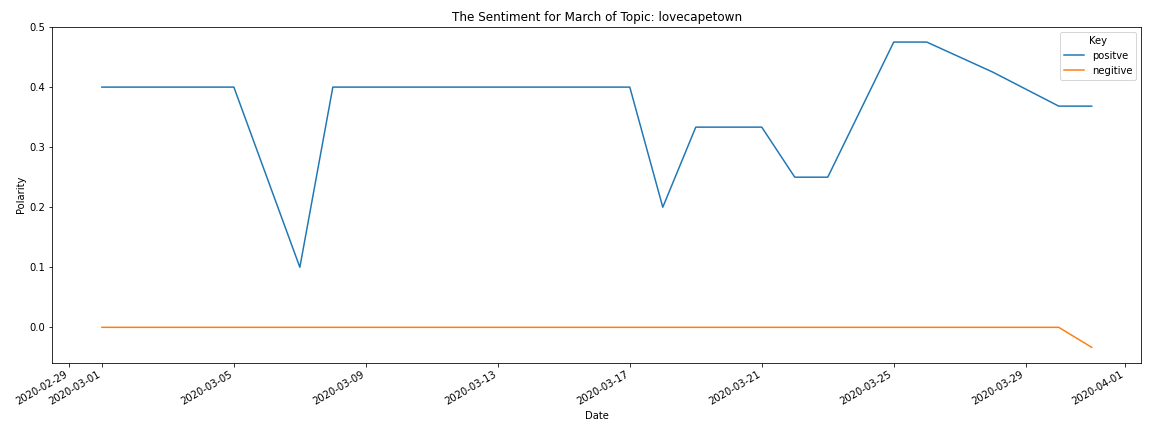 The Sentiment for March of Topic: lovecapetown
Key
positve
negitive
0.5
0.4
0.3
0.2
0.1
0.0
Polarity
2020-02-29
2020-03-01
2020-03-05
2020-03-09
2020-03-13
2020-03-17
2020-03-21
2020-03-25
2020-03-29
2020-04-01
Date